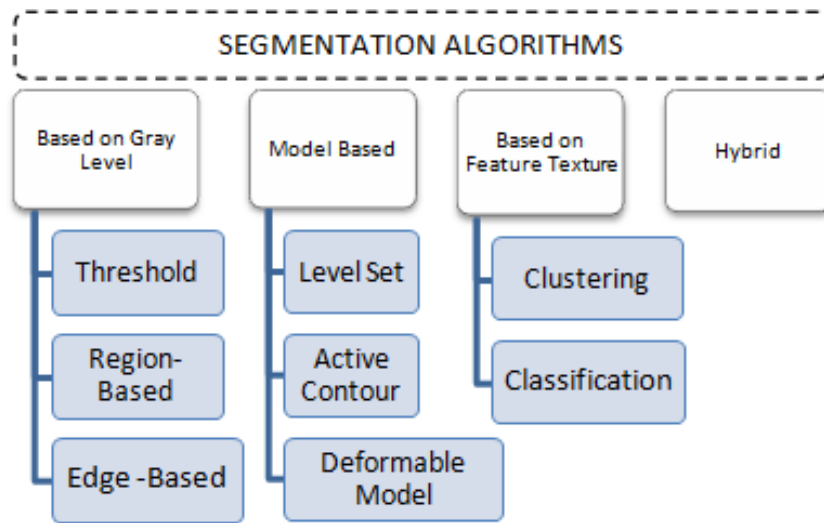 SEGMENTATION ALGORITHMS
Based on Gray
Level
Model Based
Based on
Feature Texture
Hybrid
Threshold
Region-
Based
Edge -Based
Level Set
Active
Contour
Deformable
Model
Clustering
Classification